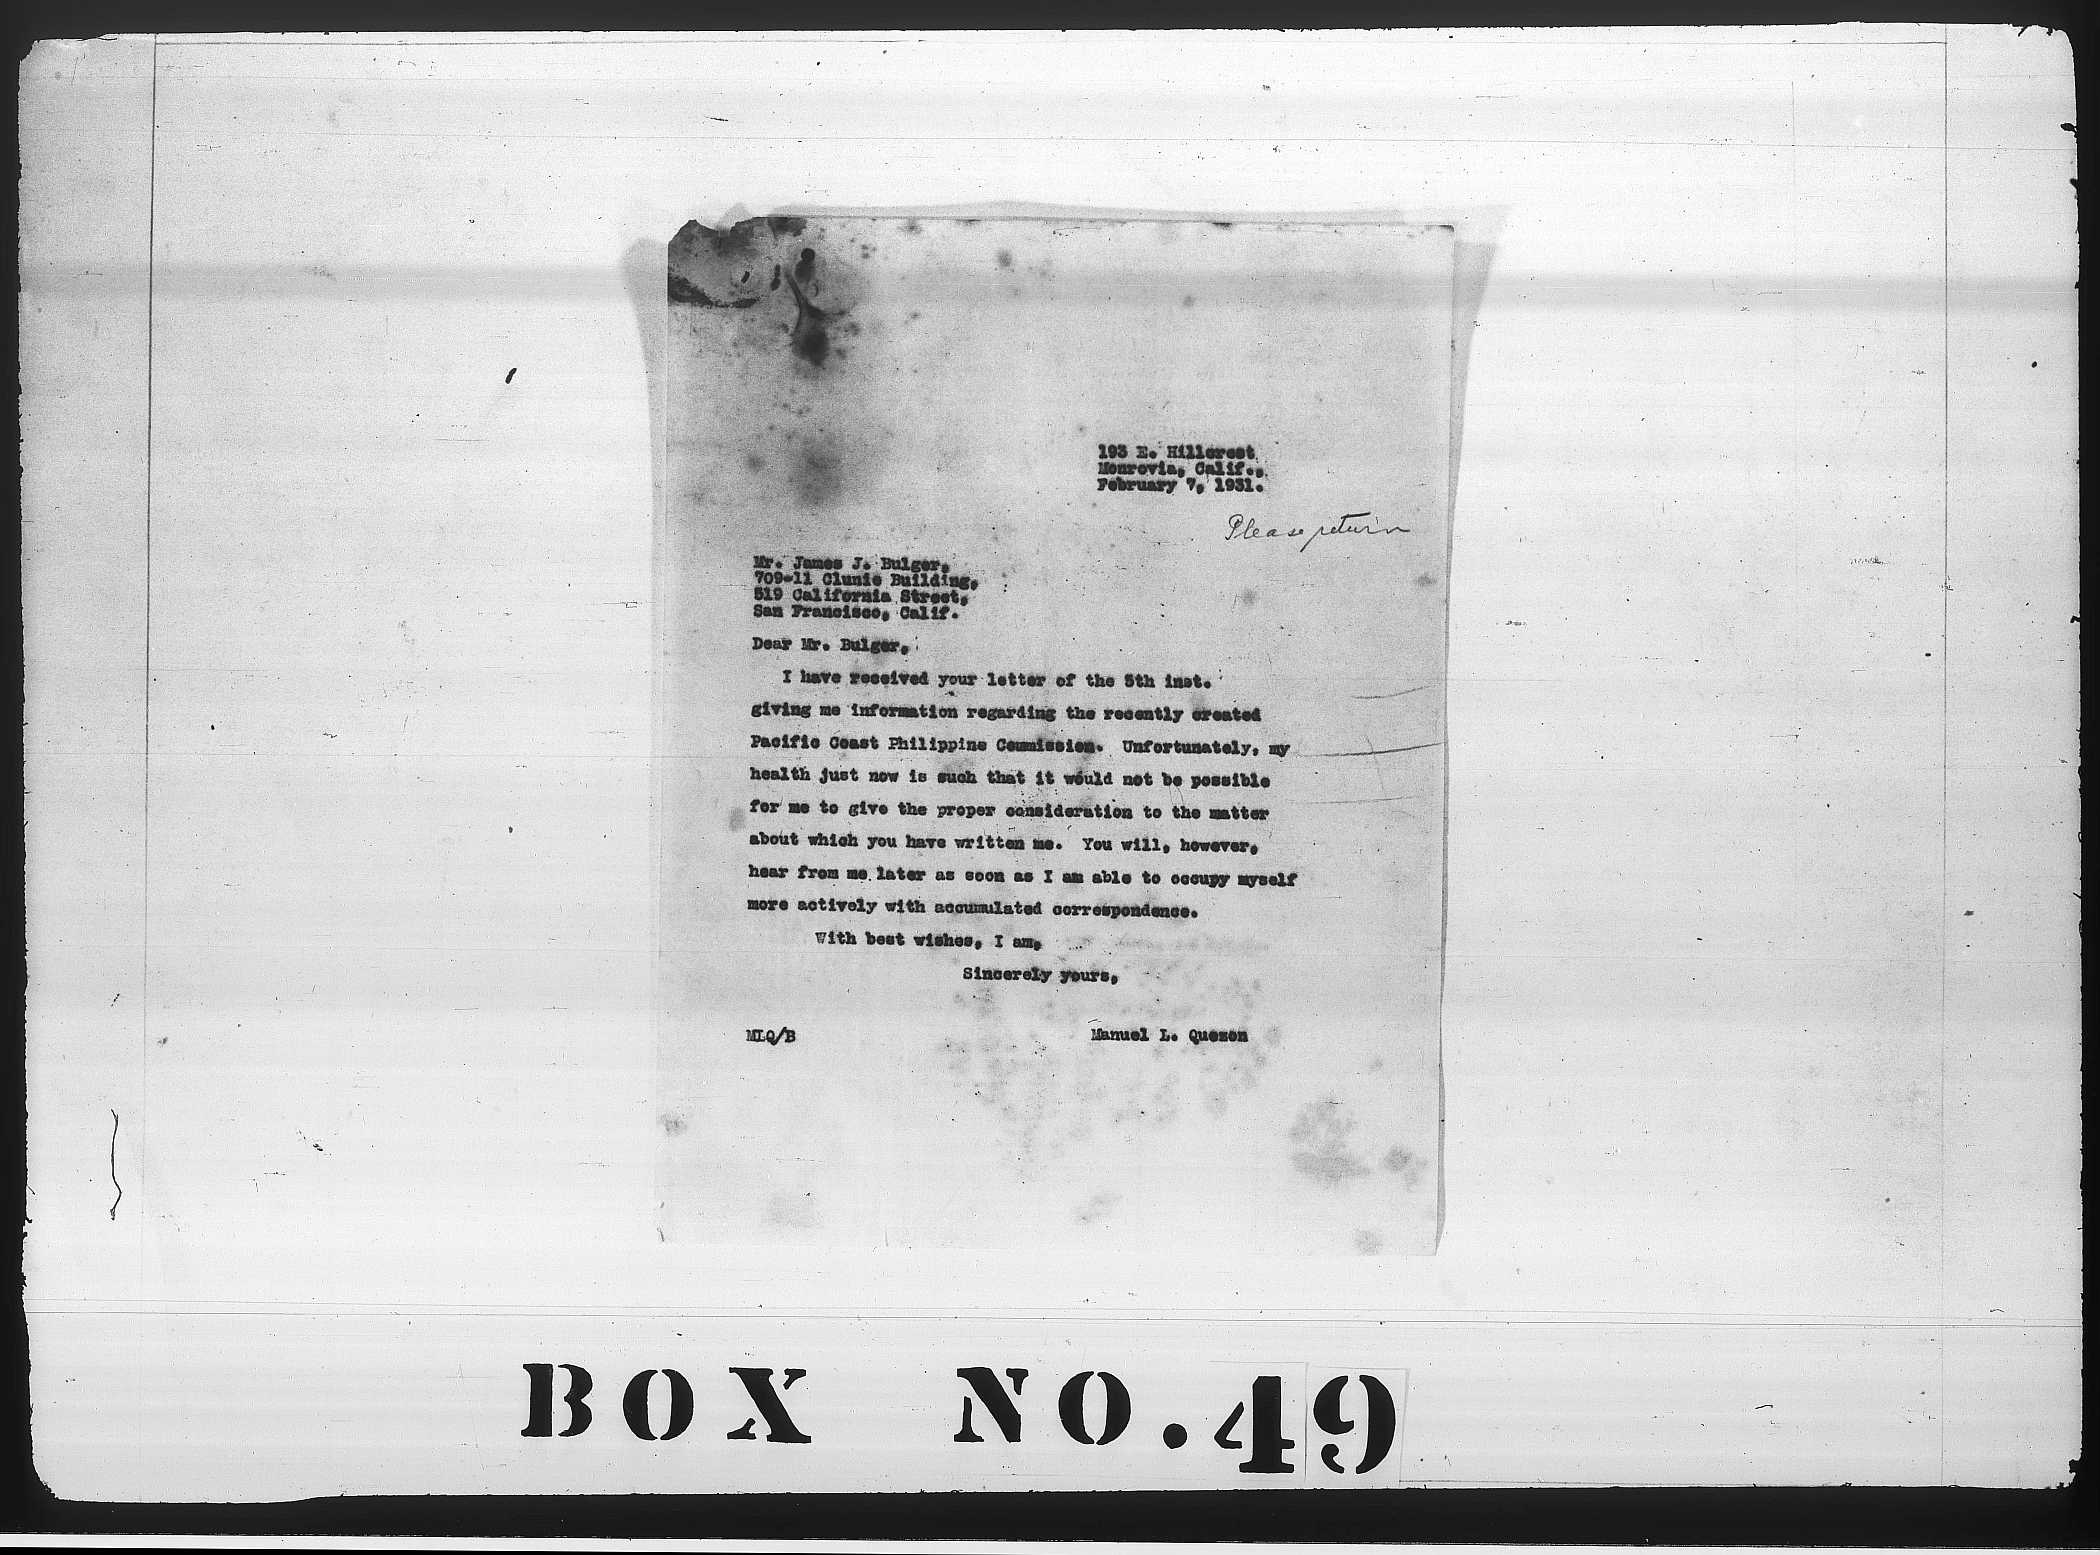 193 E. Hillcrest
Monrovia, Calif.,
February 7, 1931.
Please return
Mr. James J. Bulger,
709-11 Clunie Building,
519 California Street,
San Francisco, Calif.
Dear Mr. Bulger,
I have received your letter of the 5th inst.
giving me information regarding the recently created
Pacific Coast Philippine Commission. Unfortunately, my
health just now is such that it would not be possible
for me to give the proper consideration to the matter
about which you have written me. You will, however,
hear from me later as soon as I am able to occupy myself
more actively with accumulated correspondence.
With best wishes, I am,
Sincerely yours,
MLQ/B Manuel L. Quezon
BOX NO. 49